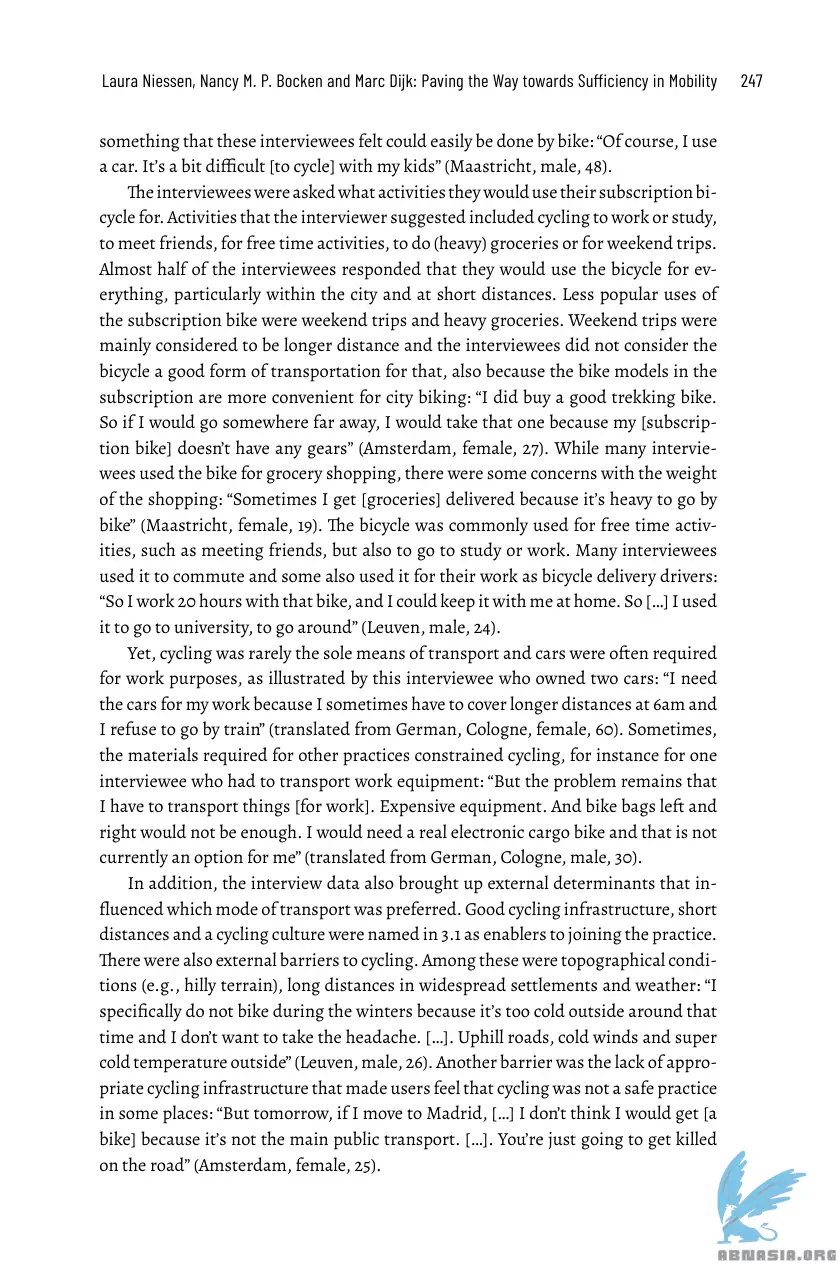 Laura Niessen, Nancy M. P. Bocken and Marc Dijk: Paving the Way towards Sufficiency in Mobility 247
something that these interviewees felt could easily be done by bike: “Of course, I use
a car. It’s a bit difficult [to cycle] with my kids” (Maastricht, male, 48).
The interviewees were asked what activities they would use their subscription bi-
cycle for. Activities that the interviewer suggested included cycling to work or study,
to meet friends, for free time activities, to do (heavy) groceries or for weekend trips.
Almost half of the interviewees responded that they would use the bicycle for ev-
erything, particularly within the city and at short distances. Less popular uses of
the subscription bike were weekend trips and heavy groceries. Weekend trips were
mainly considered to be longer distance and the interviewees did not consider the
bicycle a good form of transportation for that, also because the bike models in the
subscription are more convenient for city biking: “I did buy a good trekking bike.
So if I would go somewhere far away, I would take that one because my [subscrip-
tion bike] doesn’t have any gears” (Amsterdam, female, 27). While many intervie-
wees used the bike for grocery shopping, there were some concerns with the weight
of the shopping: “Sometimes I get [groceries] delivered because it’s heavy to go by
bike” (Maastricht, female, 19). The bicycle was commonly used for free time activ-
ities, such as meeting friends, but also to go to study or work. Many interviewees
used it to commute and some also used it for their work as bicycle delivery drivers:
“So I work 20 hours with that bike, and I could keep it with me at home. So […] I used
it to go to university, to go around” (Leuven, male, 24).
Yet, cycling was rarely the sole means of transport and cars were often required
for work purposes, as illustrated by this interviewee who owned two cars: “I need
the cars for my work because I sometimes have to cover longer distances at 6am and
I refuse to go by train” (translated from German, Cologne, female, 60). Sometimes,
the materials required for other practices constrained cycling, for instance for one
interviewee who had to transport work equipment: “But the problem remains that
I have to transport things [for work]. Expensive equipment. And bike bags left and
right would not be enough. I would need a real electronic cargo bike and that is not
currently an option for me” (translated from German, Cologne, male, 30).
In addition, the interview data also brought up external determinants that in-
fluenced which mode of transport was preferred. Good cycling infrastructure, short
distances and a cycling culture were named in 3.1 as enablers to joining the practice.
There were also external barriers to cycling. Among these were topographical condi-
tions (e.g., hilly terrain), long distances in widespread settlements and weather: “I
specifically do not bike during the winters because it’s too cold outside around that
time and I don’t want to take the headache. […]. Uphill roads, cold winds and super
cold temperature outside” (Leuven, male, 26). Another barrier was the lack of appro-
priate cycling infrastructure that made users feel that cycling was not a safe practice
in some places: “But tomorrow, if I move to Madrid, […] I don’t think I would get [a
bike] because it’s not the main public transport. […]. You’re just going to get killed
on the road” (Amsterdam, female, 25).
ABNASIA.ORG